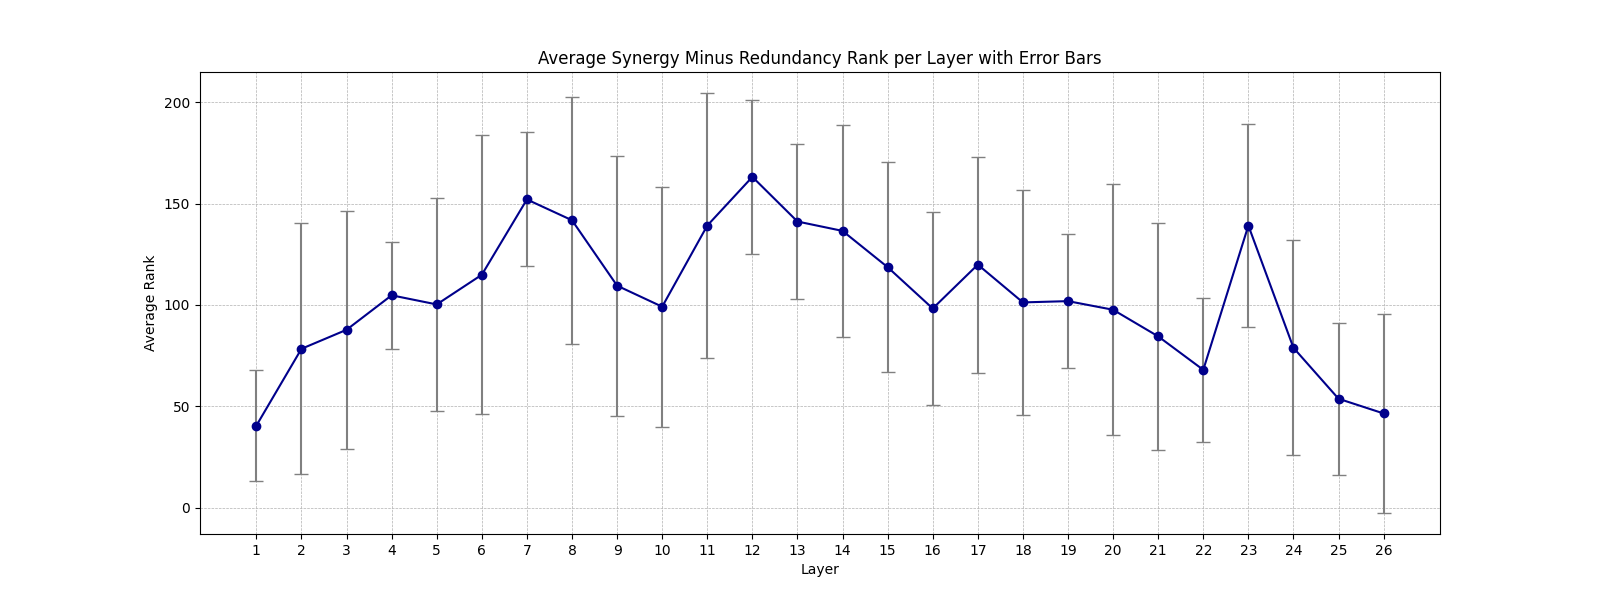 Average Synergy Minus Redundancy Rank per Layer with Error Bars
200
150
100
50
0
Average Rank
1 2 3 4 5 6 7 8 9 10 11 12 13 14 15 16 17 18 19 20 21 22 23 24 25 26
Layer